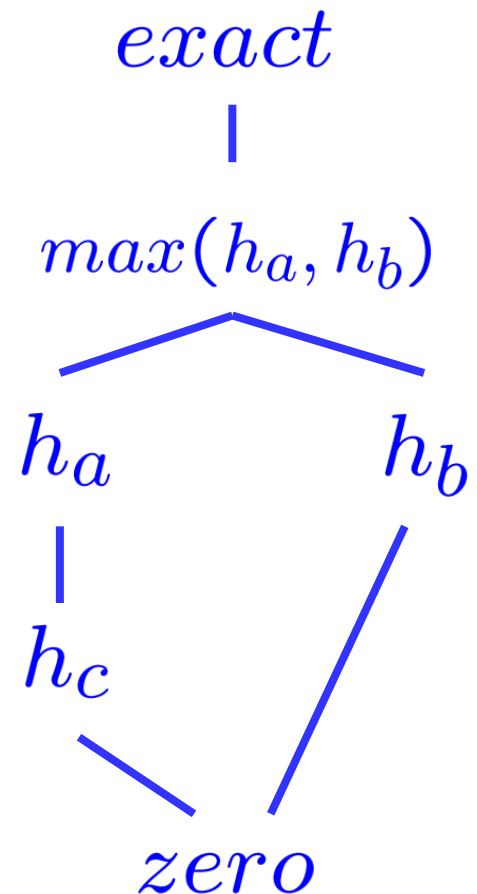 exact
max(h_a, h_b)
h_a h_b
h_c
zero